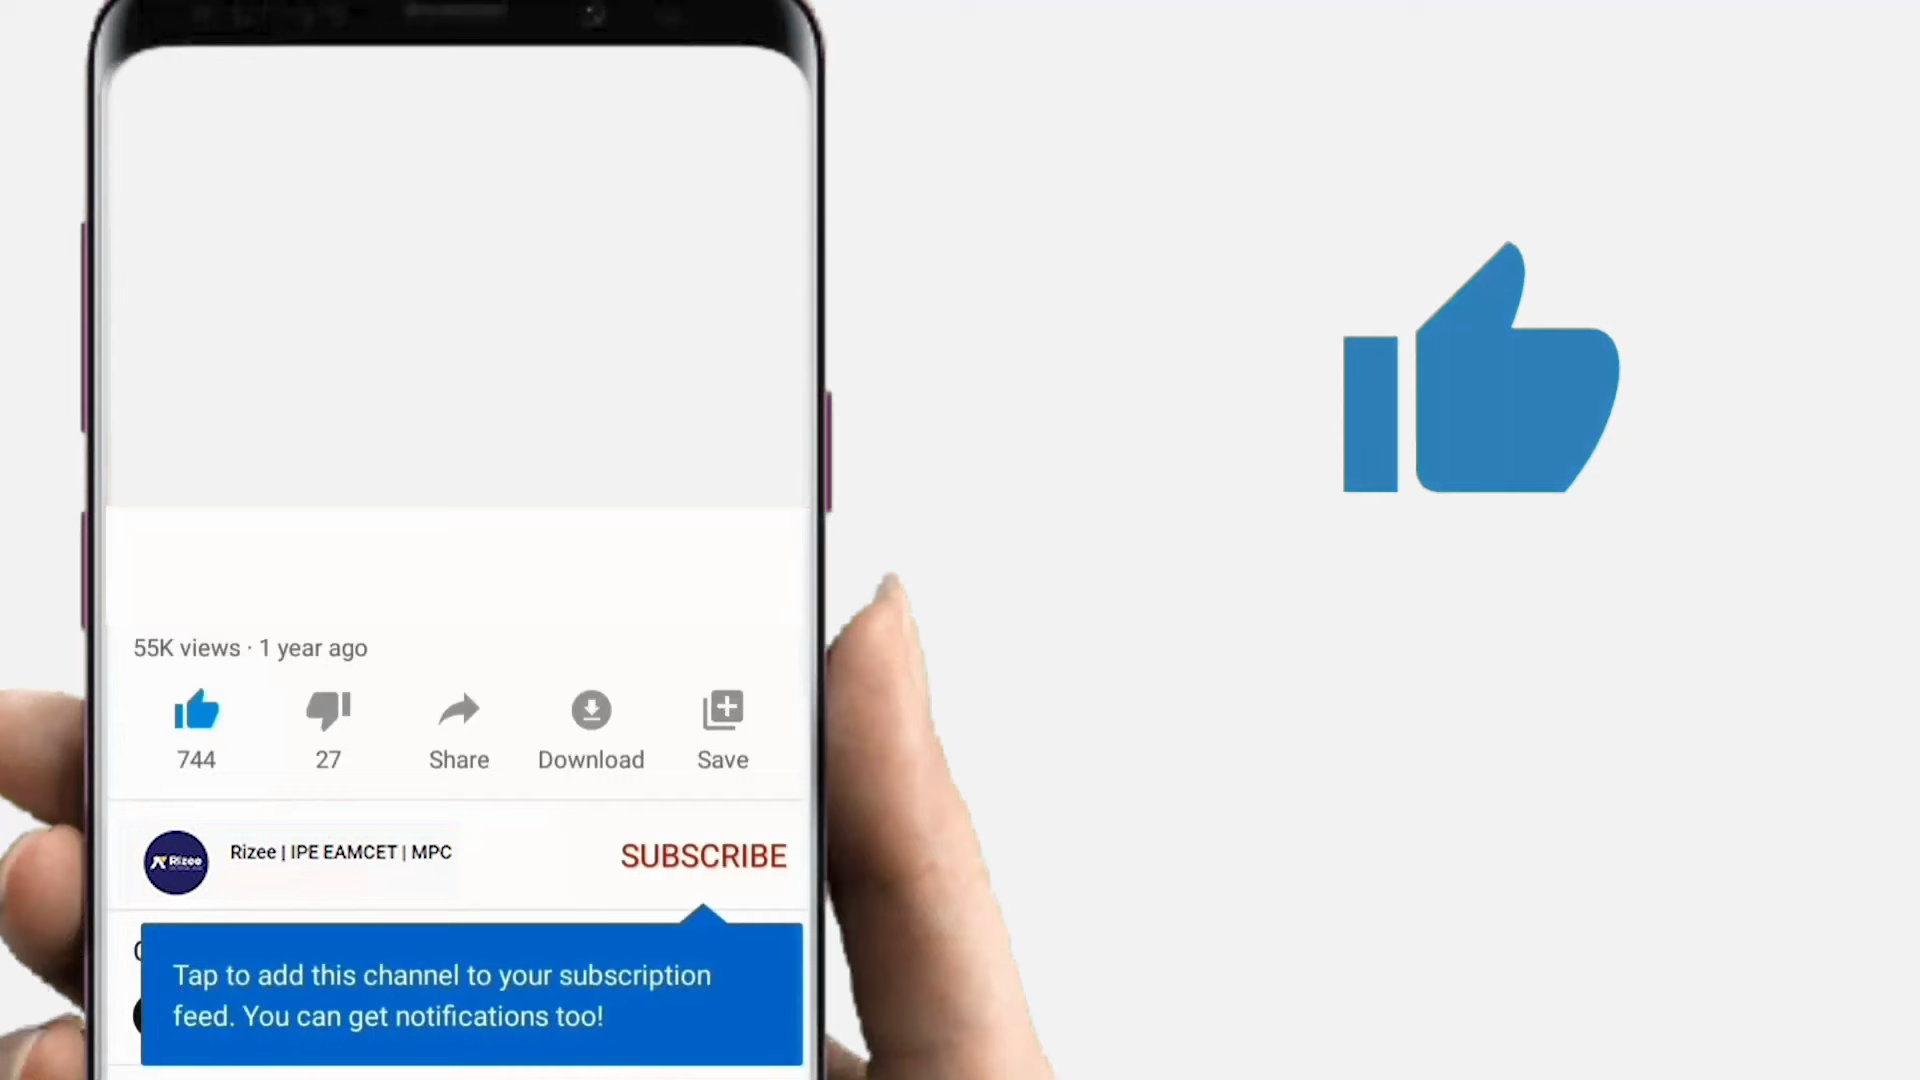 55K views · 1 year ago
744
27
Share
Download
Save
Rizee
Rizee | IPE EAMCET | MPC
SUBSCRIBE
Tap to add this channel to your subscription
feed. You can get notifications too!